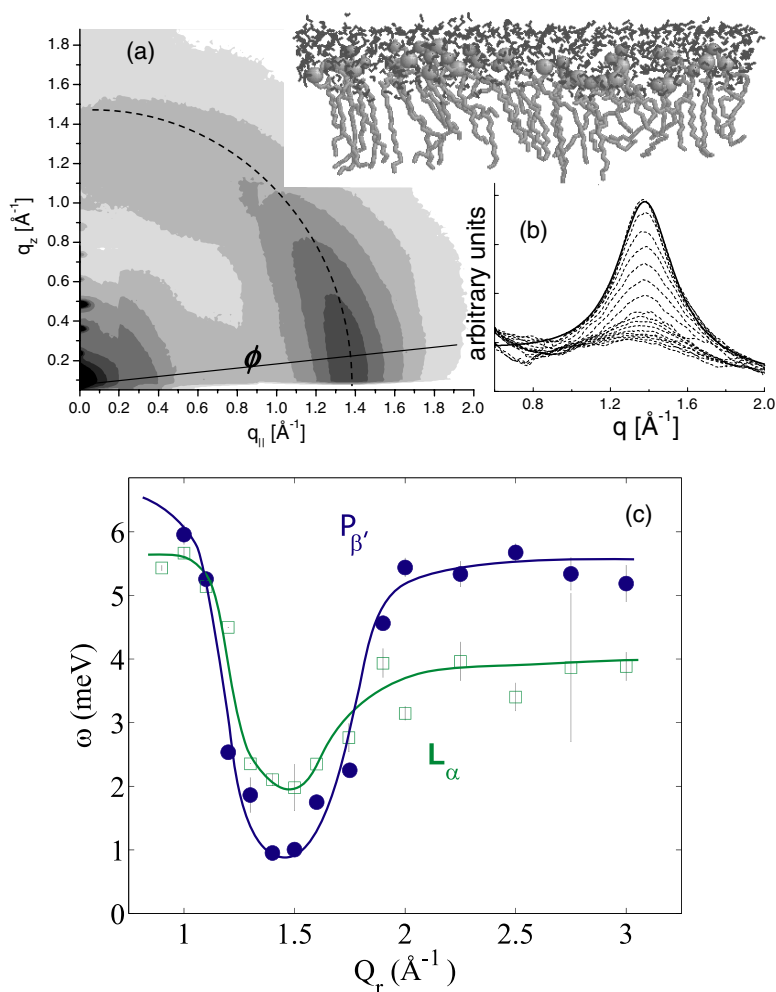 (a)
1.8
1.6
1.4
1.2
1.0
0.8
0.6
0.4
0.2
q_z [Å⁻¹]
ϕ
0.0 0.2 0.4 0.6 0.8 1.0 1.2 1.4 1.6 1.8 2.0
q_|| [Å⁻¹]
(b)
arbitrary units
0.8 1.2 1.6 2.0
q [Å⁻¹]
(c)
P_β′
L_α
6
5
4
3
2
1
0
ω (meV)
1 1.5 2 2.5 3
Q_r (Å⁻¹)